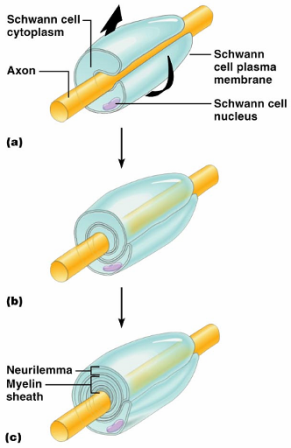 Schwann cell
cytoplasm
Axon
Schwann
cell plasma
membrane
Schwann cell
nucleus
(a)
(b)
Neurilemma
Myelin
sheath
(c)